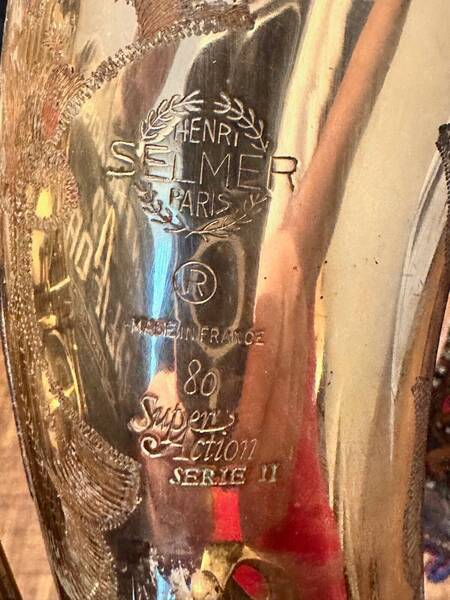 HENRI
SELMER
PARIS
®
MADE IN FRANCE
80
Super
Action
SERIE II